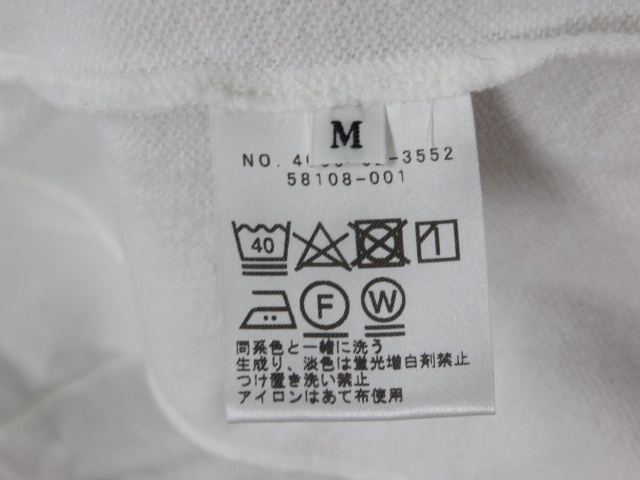 M
NO. 3552
58108-001
40
F
W
同系色と一緒に洗う
生成り、淡色は蛍光増白剤禁止
つけ置き洗い禁止
アイロンはあて布使用